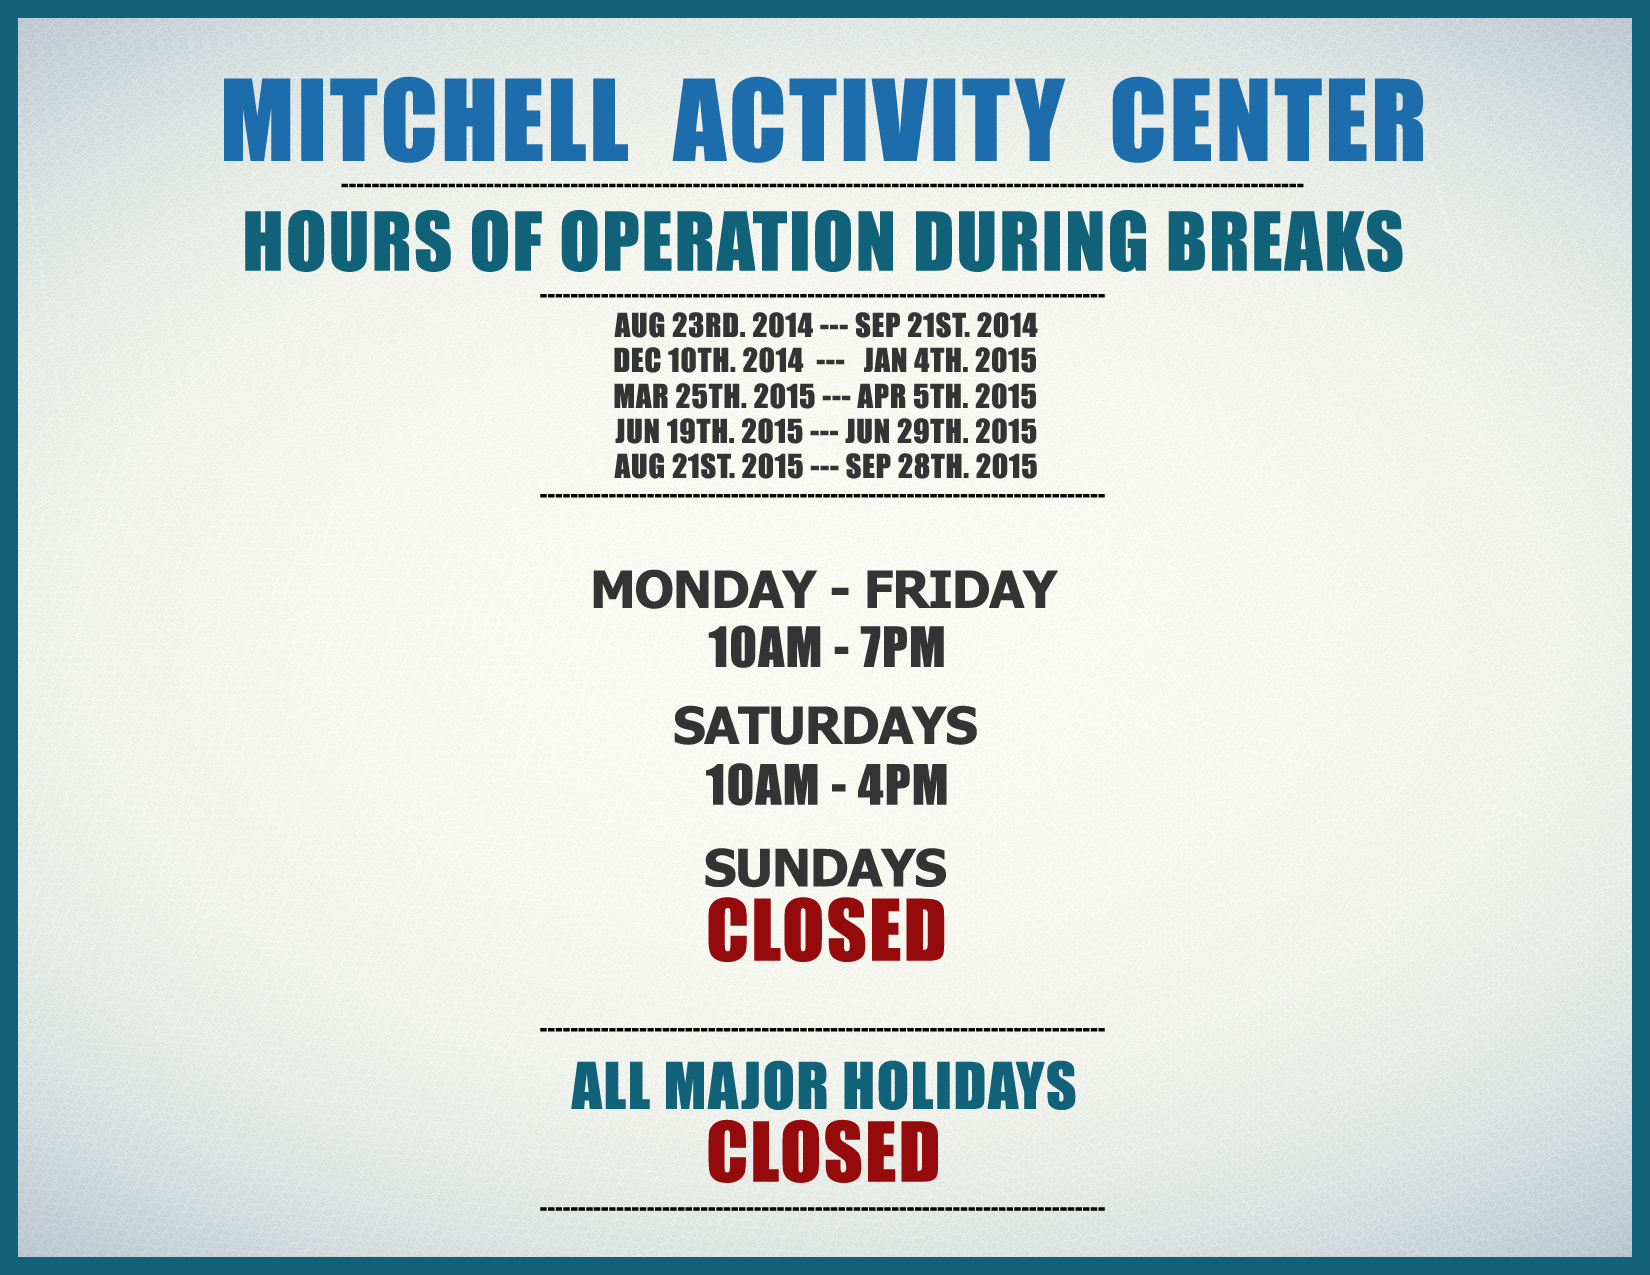 MITCHELL ACTIVITY CENTER
HOURS OF OPERATION DURING BREAKS
AUG 23RD. 2014 --- SEP 21ST. 2014
DEC 10TH. 2014 --- JAN 4TH. 2015
MAR 25TH. 2015 --- APR 5TH. 2015
JUN 19TH. 2015 --- JUN 29TH. 2015
AUG 21ST. 2015 --- SEP 28TH. 2015
MONDAY - FRIDAY
10AM - 7PM
SATURDAYS
10AM - 4PM
SUNDAYS
CLOSED
ALL MAJOR HOLIDAYS
CLOSED